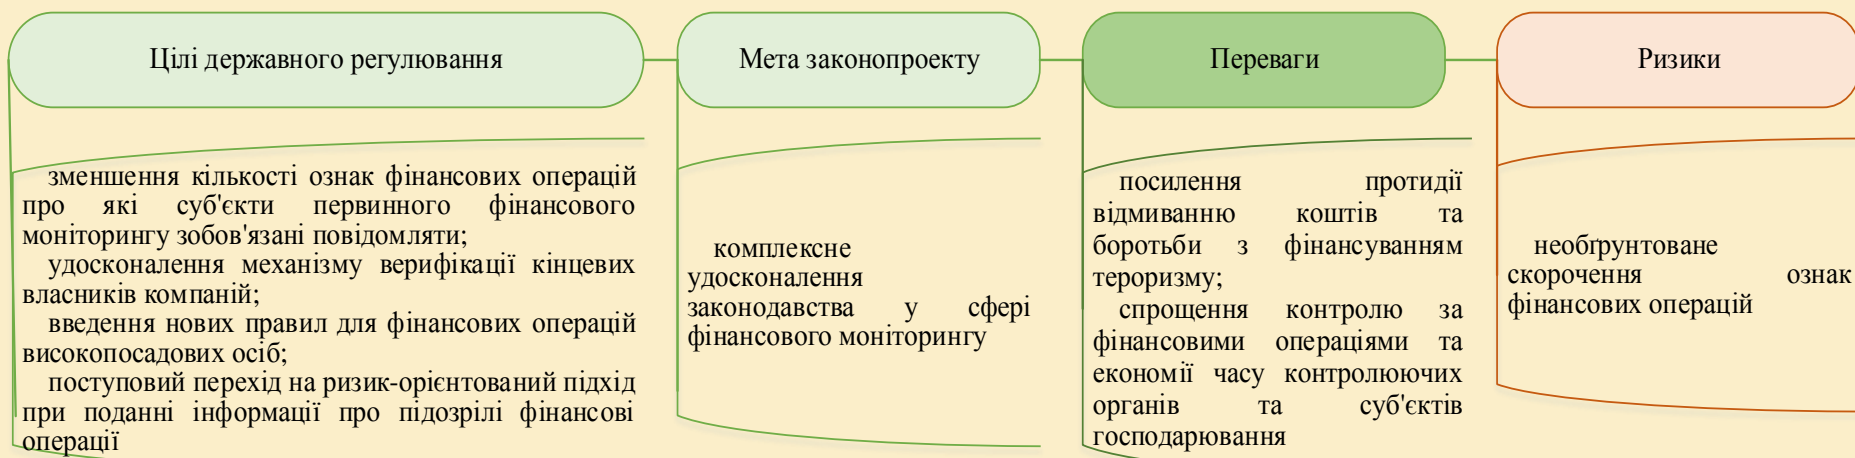 Цілі державного регулювання
зменшення кількості ознак фінансових операцій
про які суб'єкти первинного фінансового
моніторингу зобов'язані повідомляти;
удосконалення механізму верифікації кінцевих
власників компаній;
введення нових правил для фінансових операцій
високопосадових осіб;
поступовий перехід на ризик-орієнтований підхід
при поданні інформації про підозрілі фінансові
операції
Мета законопроекту
комплексне
удосконалення
законодавства у сфері
фінансового моніторингу
Переваги
посилення протидії
відмиванню коштів та
боротьби з фінансуванням
тероризму;
спрощення контролю за
фінансовими операціями та
економії часу контролюючих
органів та суб'єктів
господарювання
Ризики
необґрунтоване
скорочення ознак
фінансових операцій